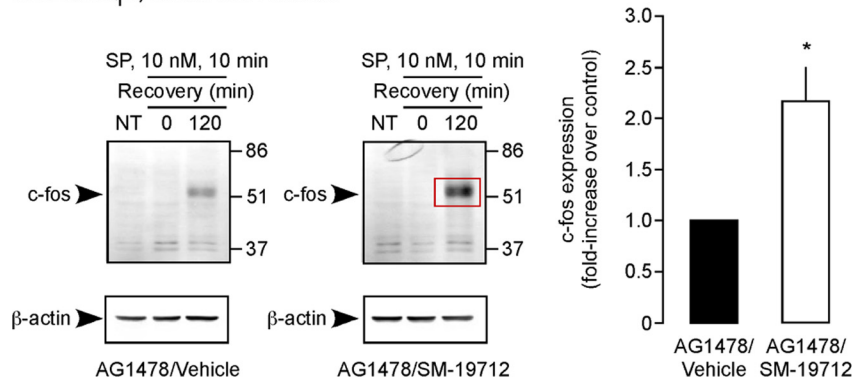 SP, 10 nM, 10 min
Recovery (min)
NT 0 120
86
c-fos
51
37
β-actin
AG1478/Vehicle
SP, 10 nM, 10 min
Recovery (min)
NT 0 120
86
c-fos
51
37
β-actin
AG1478/SM-19712
c-fos expression
(fold-increase over control)
3.0
2.5
2.0
1.5
1.0
0.5
0
*
AG1478/
Vehicle
AG1478/
SM-19712